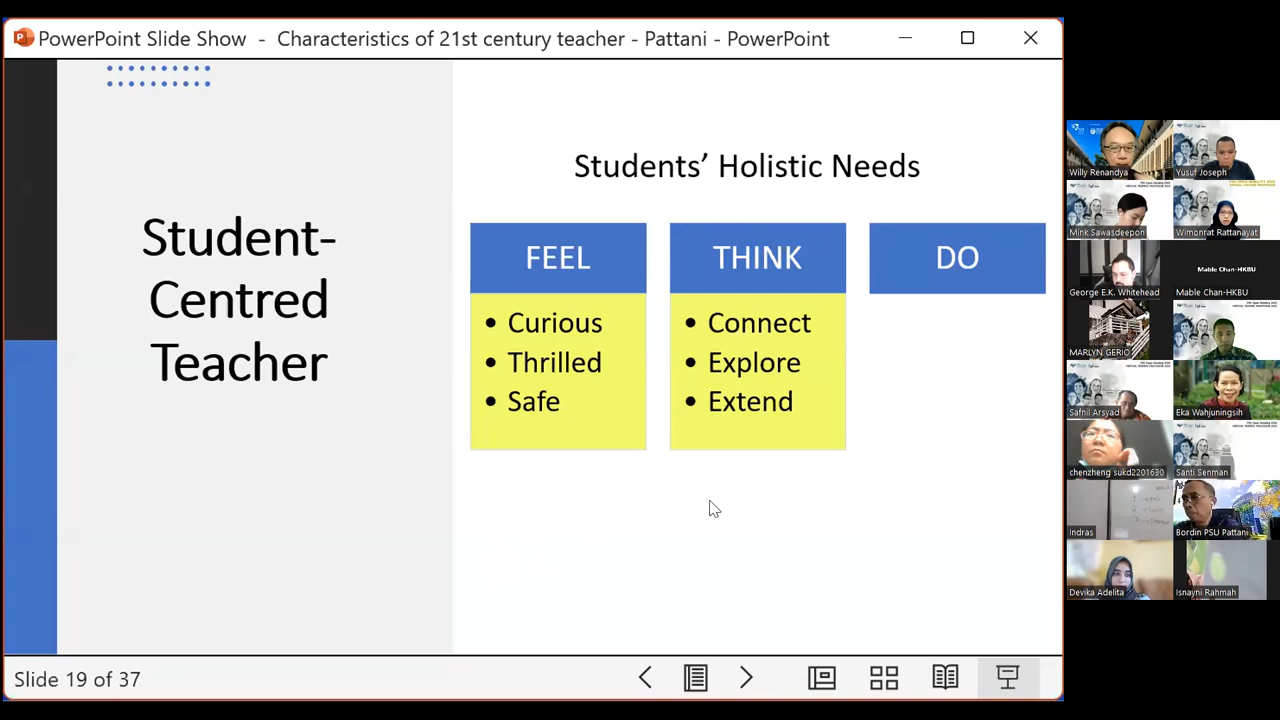 PowerPoint Slide Show - Characteristics of 21st century teacher - Pattani - PowerPoint
Student-
Centred
Teacher
Students’ Holistic Needs
FEEL
• Curious
• Thrilled
• Safe
THINK
• Connect
• Explore
• Extend
DO
Slide 19 of 37
Willy Renandya
Yusuf Joseph
Mink Sawasdeepon
Wimonrat Rattanayat
George E.K. Whitehead
Mable Chan-HKBU
Mable Chan-HKBU
MARLYN GERIO
Safnil Arsyad
Eka Wahjuningsih
chenzheng sukd2201630
Santi Senman
Indras
Bordin PSU Pattani
Devika Adelita
Isnayni Rahmah